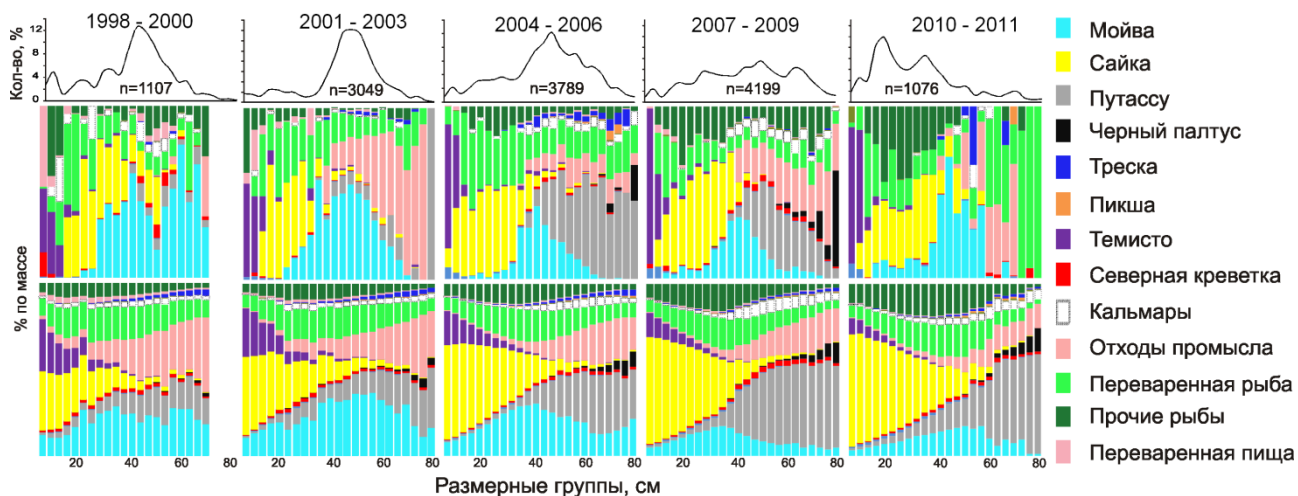 1998 - 2000
2001 - 2003
2004 - 2006
2007 - 2009
2010 - 2011
Кол-во, %
12
8
4
0
n=1107
n=3049
n=3789
n=4199
n=1076
% по массе
20 40 60 80
20 40 60 80
20 40 60 80
20 40 60 80
20 40 60 80
Размерные группы, см
Мойва
Сайка
Путассу
Черный палтус
Треска
Пикша
Темисто
Северная креветка
Кальмары
Отходы промысла
Переваренная рыба
Прочие рыбы
Переваренная пища